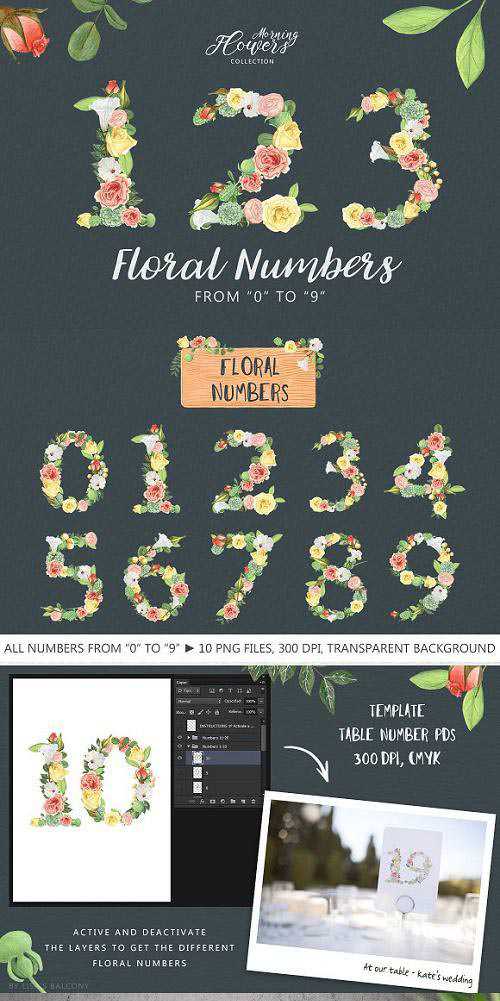 Morning
Flowers
COLLECTION
123
Floral Numbers
FROM "0" TO "9"
FLORAL
NUMBERS
0 1 2 3 4
5 6 7 8 9
ALL NUMBERS FROM "0" TO "9" ► 10 PNG FILES, 300 DPI, TRANSPARENT BACKGROUND
TEMPLATE
TABLE NUMBER PDS
300 DPI, CMYK
10
19
At our table - Kate's wedding
ACTIVE AND DEACTIVATE
THE LAYERS TO GET THE DIFFERENT
FLORAL NUMBERS